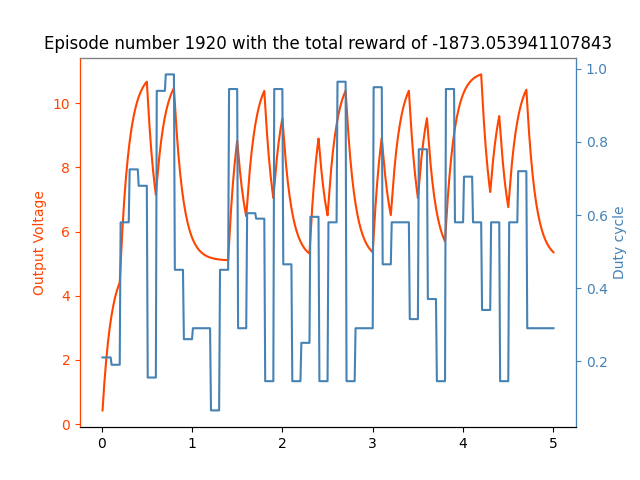 Episode number 1920 with the total reward of -1873.053941107843
10
8
6
4
2
0
Output Voltage
1.0
0.8
0.6
0.4
0.2
Duty cycle
0 1 2 3 4 5